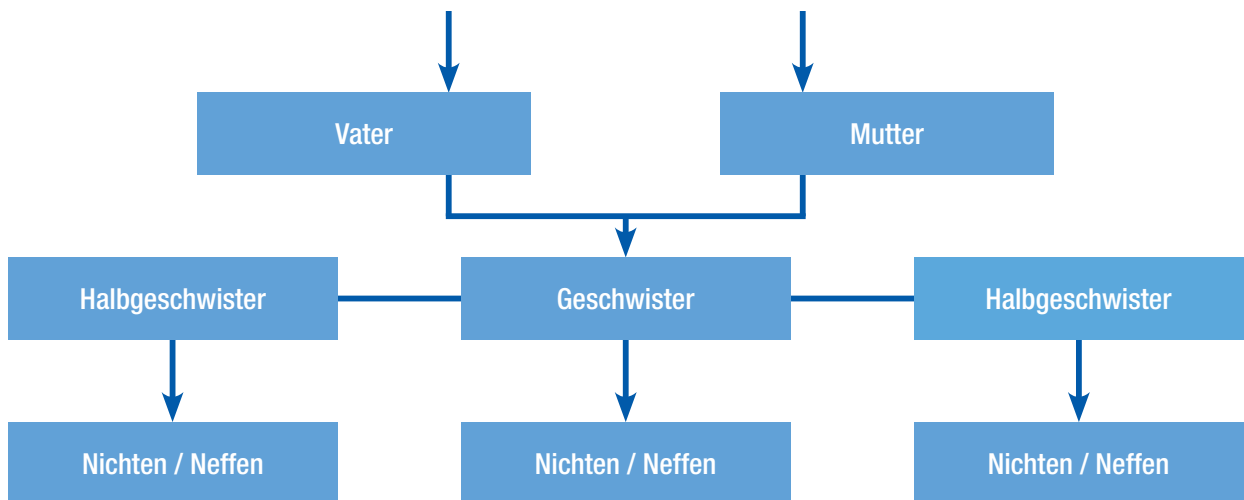 Vater
Mutter
Halbgeschwister
Geschwister
Halbgeschwister
Nichten / Neffen
Nichten / Neffen
Nichten / Neffen